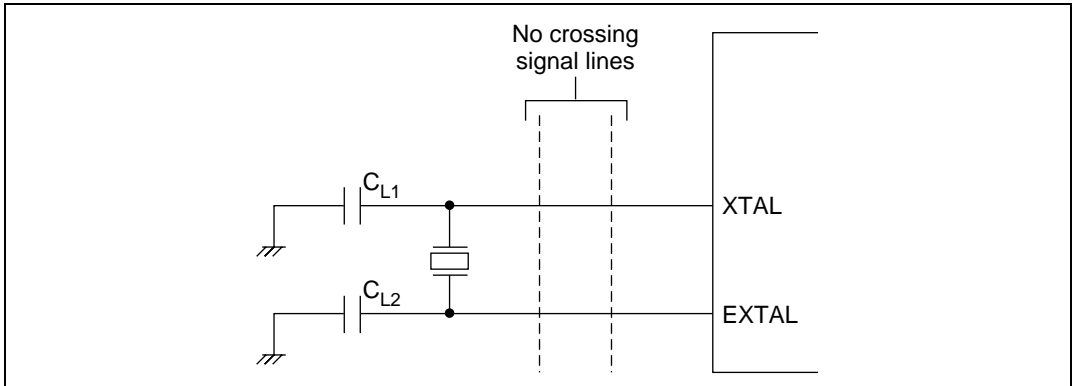 No crossing
signal lines
CL1
XTAL
CL2
EXTAL